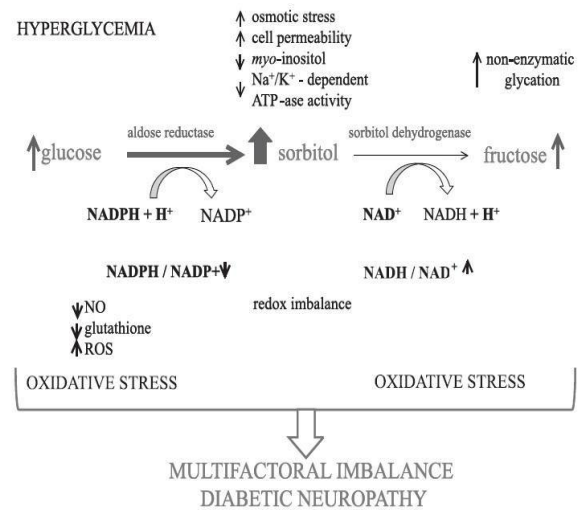 HYPERGLYCEMIA
↑ osmotic stress
↑ cell permeability
↓ myo-inositol
↓ Na⁺/K⁺ - dependent
ATP-ase activity
↑ non-enzymatic
glycation
aldose reductase
sorbitol dehydrogenase
↑ glucose → ↑ sorbitol → fructose ↑
NADPH + H⁺ NADP⁺ NAD⁺ NADH + H⁺
NADPH / NADP+ ↓ NADH / NAD⁺ ↑
↓ NO
redox imbalance
↓ glutathione
↑ ROS
OXIDATIVE STRESS OXIDATIVE STRESS
MULTIFACTORAL IMBALANCE
DIABETIC NEUROPATHY